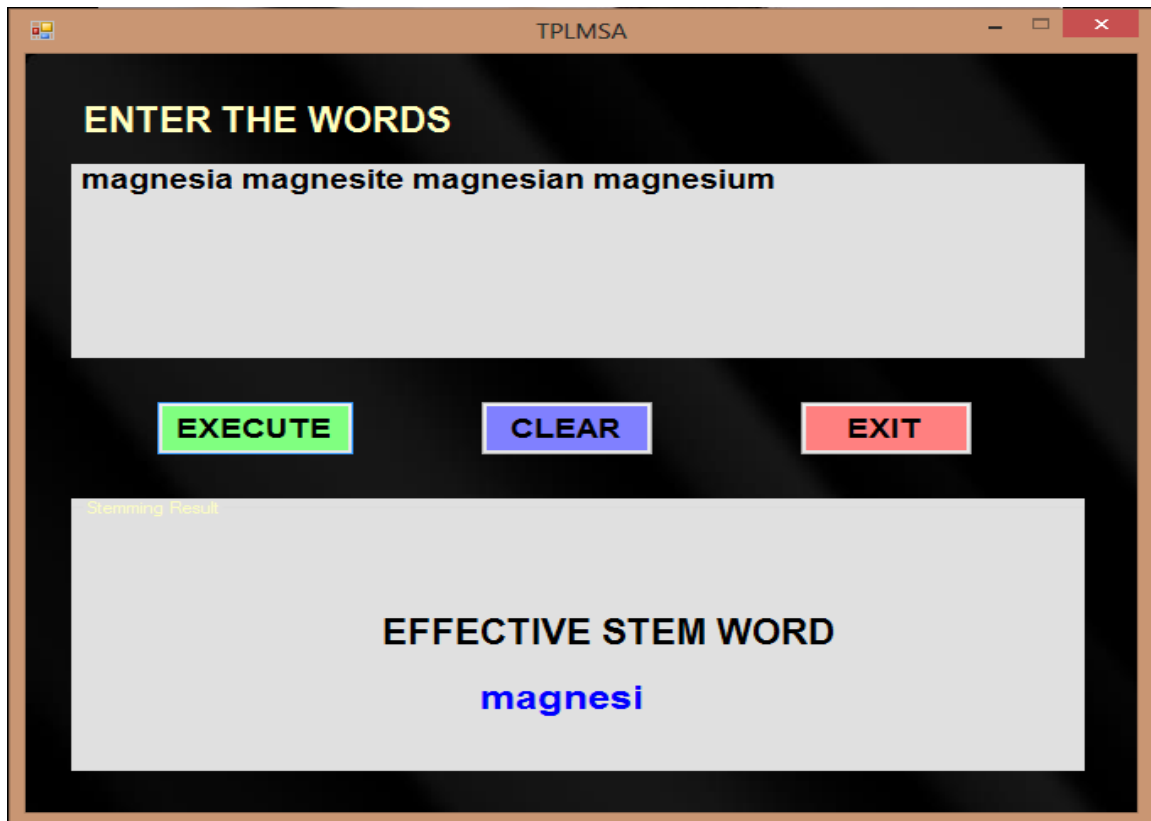 TPLMSA
ENTER THE WORDS
magnesia magnesite magnesian magnesium
EXECUTE CLEAR EXIT
Stemming Result
EFFECTIVE STEM WORD
magnesi